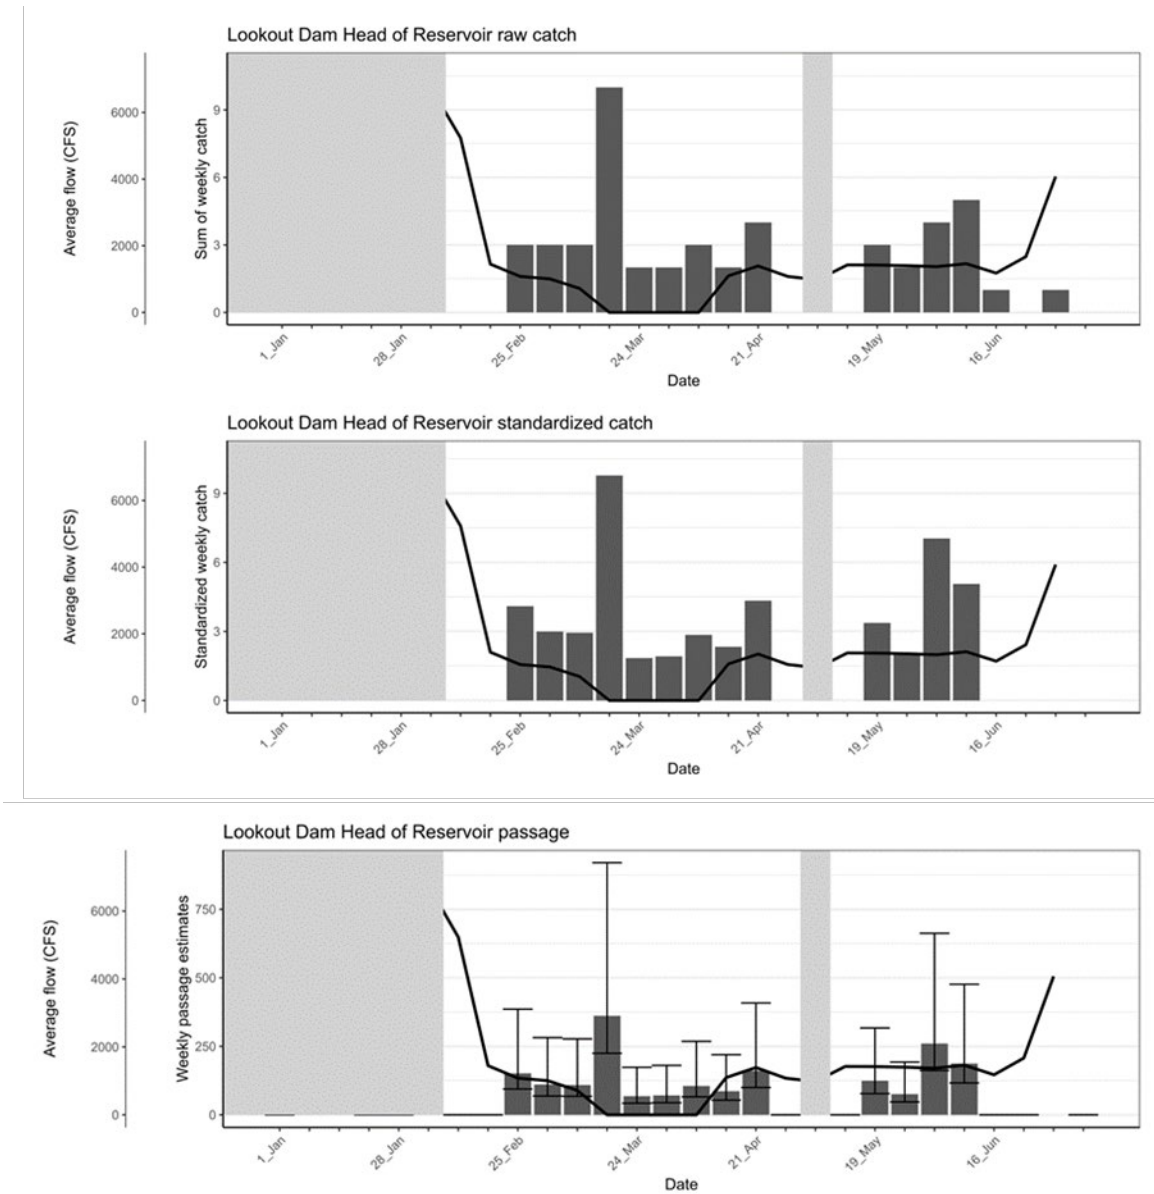 Lookout Dam Head of Reservoir raw catch
Average flow (CFS)
6000
4000
2000
0
Sum of weekly catch
9
6
3
0
1_Jan
28_Jan
25_Feb
24_Mar
21_Apr
19_May
16_Jun
Date
Lookout Dam Head of Reservoir standardized catch
Average flow (CFS)
6000
4000
2000
0
Standardized weekly catch
9
6
3
0
1_Jan
28_Jan
25_Feb
24_Mar
21_Apr
19_May
16_Jun
Date
Lookout Dam Head of Reservoir passage
Average flow (CFS)
6000
4000
2000
0
Weekly passage estimates
750
500
250
0
1_Jan
28_Jan
25_Feb
24_Mar
21_Apr
19_May
16_Jun
Date